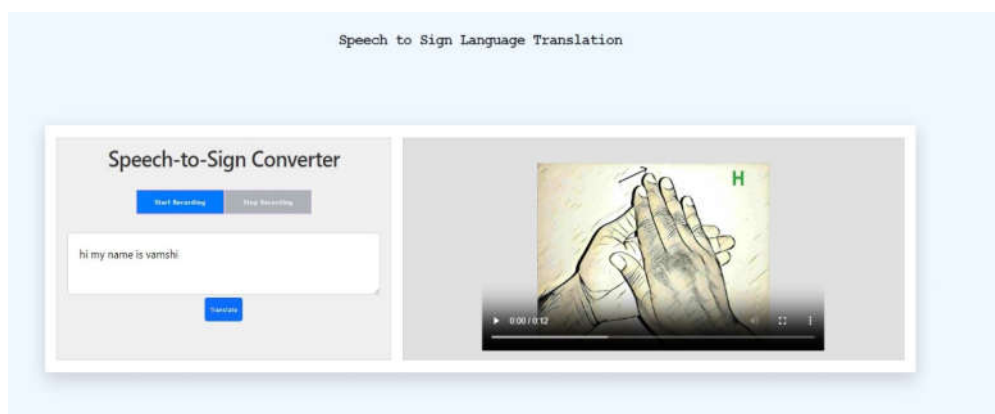 Speech to Sign Language Translation
Speech-to-Sign Converter
Start Recording
Stop Recording
hi my name is vamshi
Translate
H
0:00 / 0:12